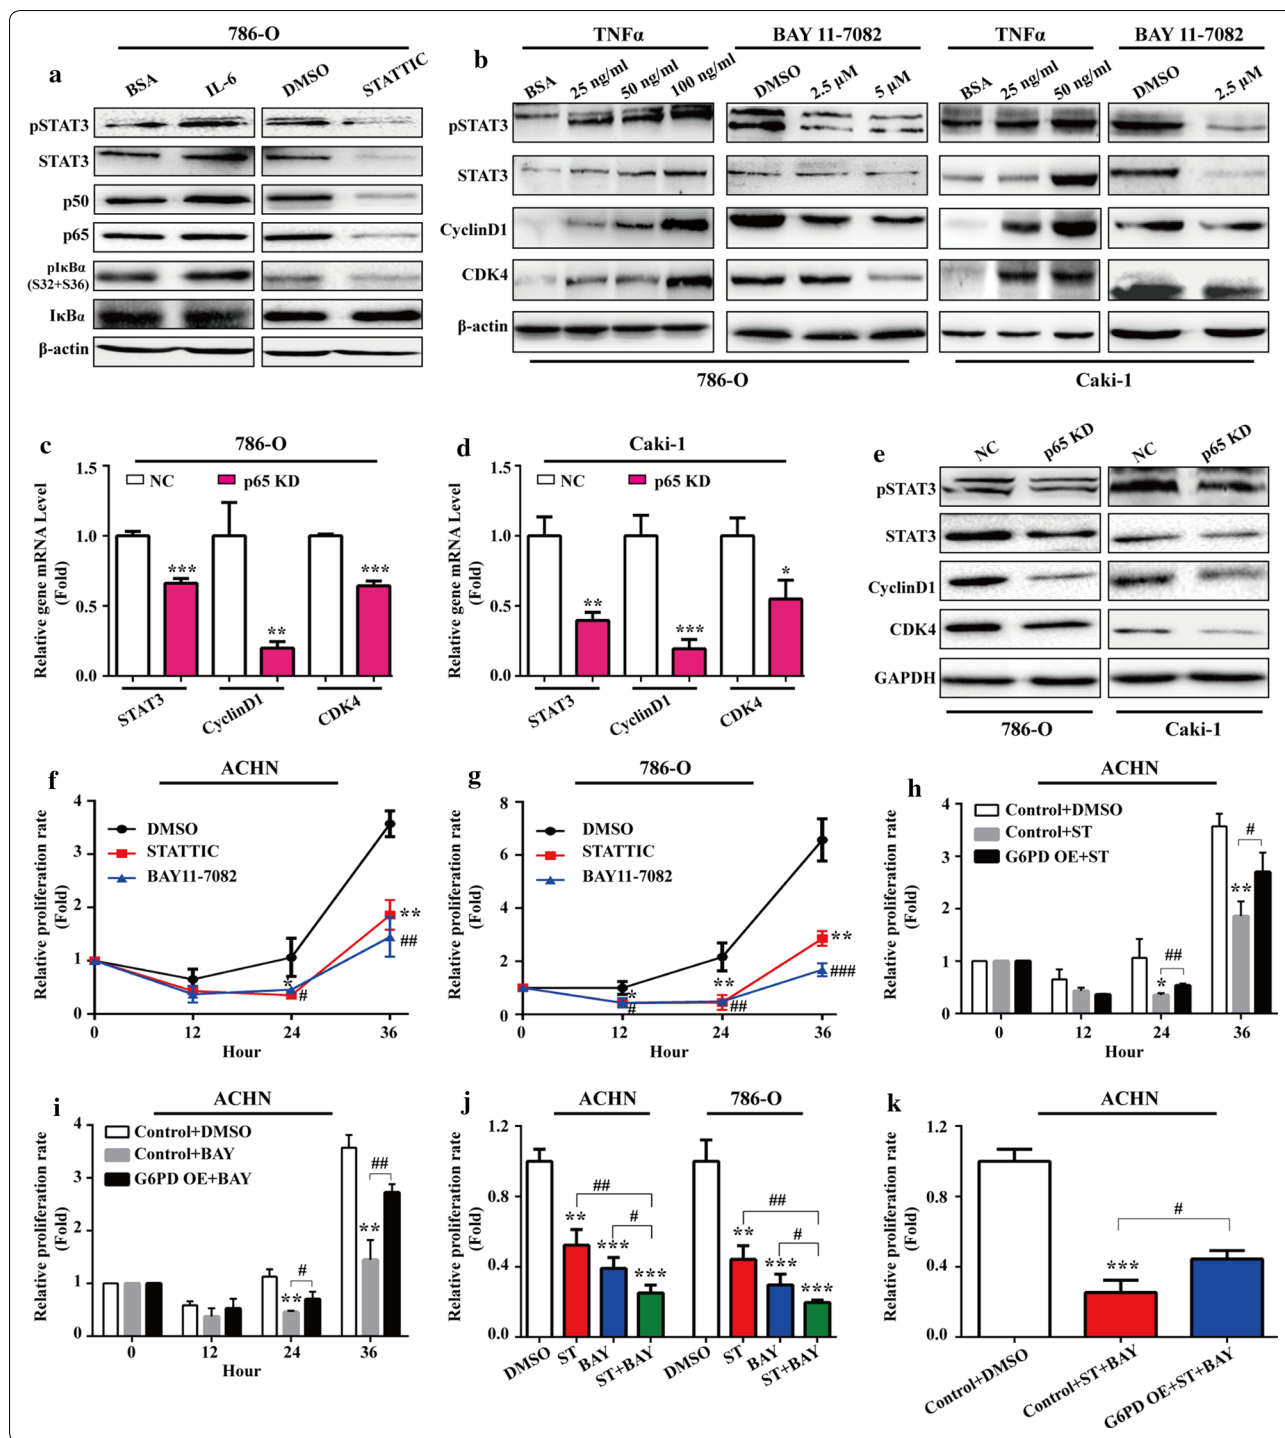 a
786-O
BSA IL-6 DMSO STATTIC
pSTAT3
STAT3
p50
p65
pIκBα
(S32+S36)
IκBα
β-actin
b
TNFα BAY 11-7082 TNFα BAY 11-7082
BSA 25 ng/ml 50 ng/ml 100 ng/ml DMSO 2.5 μM 5 μM BSA 25 ng/ml 50 ng/ml DMSO 2.5 μM
pSTAT3
STAT3
CyclinD1
CDK4
β-actin
786-O Caki-1
c
786-O
NC p65 KD
Relative gene mRNA Level
(Fold)
1.5
1.0
0.5
0.0
*** ** ***
STAT3 CyclinD1 CDK4
d
Caki-1
NC p65 KD
Relative gene mRNA Level
(Fold)
1.5
1.0
0.5
0.0
** *** *
STAT3 CyclinD1 CDK4
e
NC p65 KD NC p65 KD
pSTAT3
STAT3
CyclinD1
CDK4
GAPDH
786-O Caki-1
f
ACHN
DMSO
STATTIC
BAY11-7082
Relative proliferation rate
(Fold)
4
3
2
1
0
**
##
*
#
0 12 24 36
Hour
g
786-O
DMSO
STATTIC
BAY11-7082
Relative proliferation rate
(Fold)
8
6
4
2
0
**
###
**
##
*
#
0 12 24 36
Hour
h
ACHN
Control+DMSO
Control+ST
G6PD OE+ST
Relative proliferation rate
(Fold)
4
3
2
1
0
#
**
##
*
0 12 24 36
Hour
i
ACHN
Control+DMSO
Control+BAY
G6PD OE+BAY
Relative proliferation rate
(Fold)
4
3
2
1
0
##
**
#
**
0 12 24 36
Hour
j
ACHN 786-O
Relative proliferation rate
(Fold)
1.2
0.8
0.4
0.0
## ##
# #
** *** *** ** *** ***
DMSO ST BAY ST+BAY DMSO ST BAY ST+BAY
k
ACHN
Relative proliferation rate
(Fold)
1.2
0.8
0.4
0.0
#
***
Control+DMSO Control+ST+BAY G6PD OE+ST+BAY